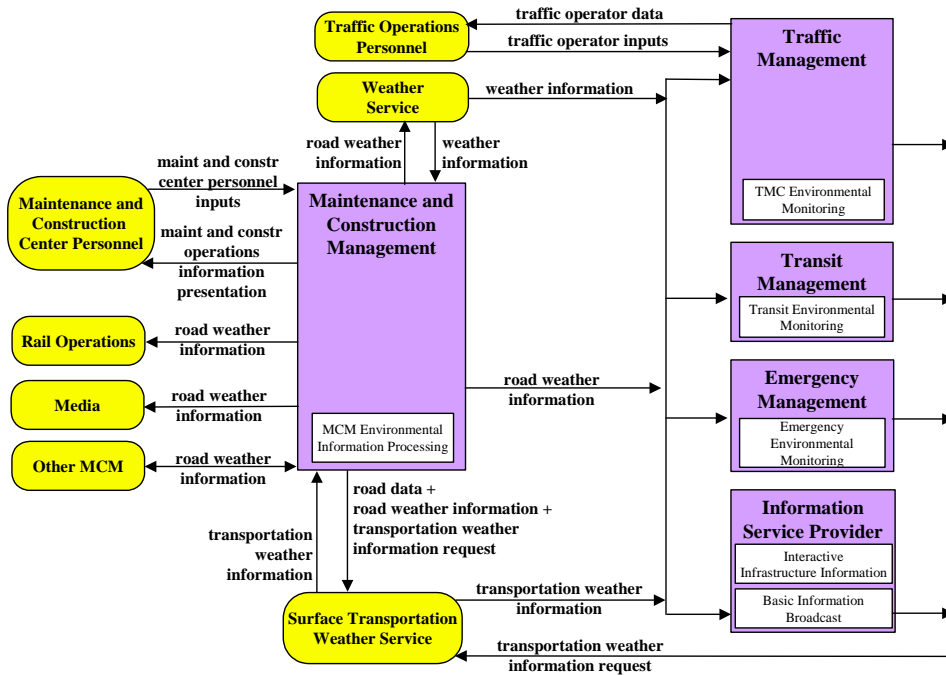 traffic operator data
Traffic Operations
Personnel
traffic operator inputs
Traffic
Management
TMC Environmental
Monitoring
Weather
Service
weather information
road weather
information
weather
information
maint and constr
center personnel
inputs
Maintenance and
Construction
Center Personnel
maint and constr
operations
information
presentation
Maintenance and
Construction
Management
MCM Environmental
Information Processing
Transit
Management
Transit Environmental
Monitoring
Rail Operations
road weather
information
Media
road weather
information
Other MCM
road weather
information
road weather
information
Emergency
Management
Emergency
Environmental
Monitoring
road data +
road weather information +
transportation weather
information request
transportation
weather
information
Information
Service Provider
Interactive
Infrastructure Information
Basic Information
Broadcast
Surface Transportation
Weather Service
transportation weather
information
transportation weather
information request